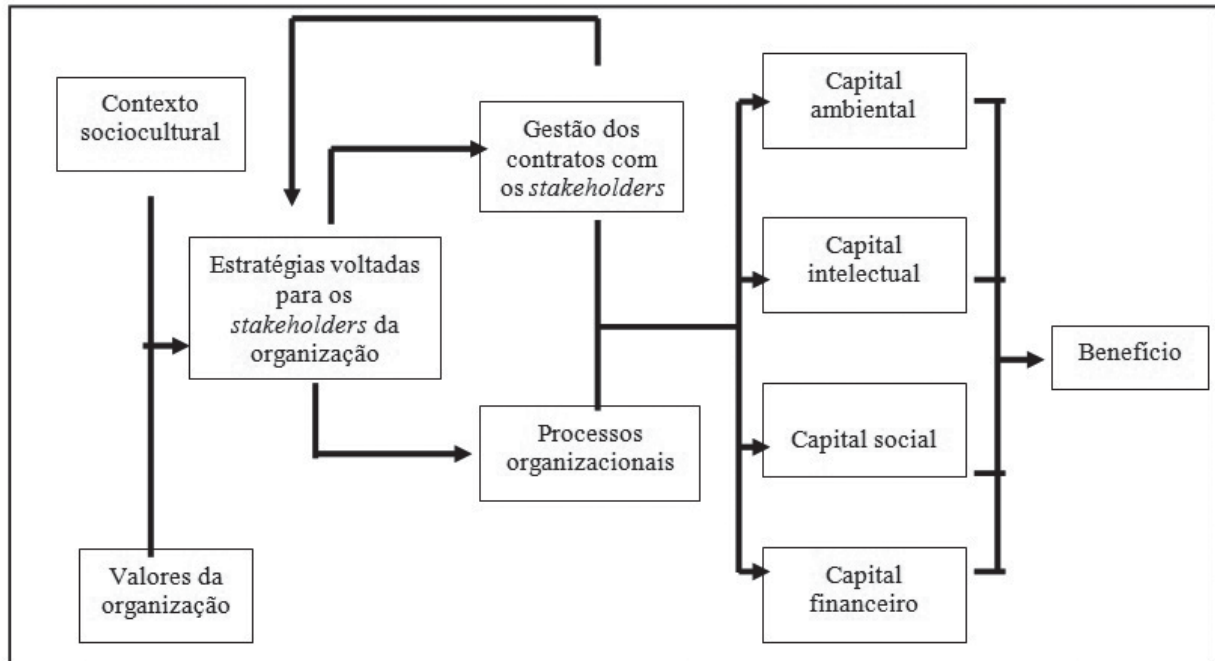 Contexto
sociocultural
Valores da
organização
Estratégias voltadas
para os
stakeholders da
organização
Gestão dos
contratos com
os stakeholders
Processos
organizacionais
Capital
ambiental
Capital
intelectual
Capital social
Capital
financeiro
Benefício